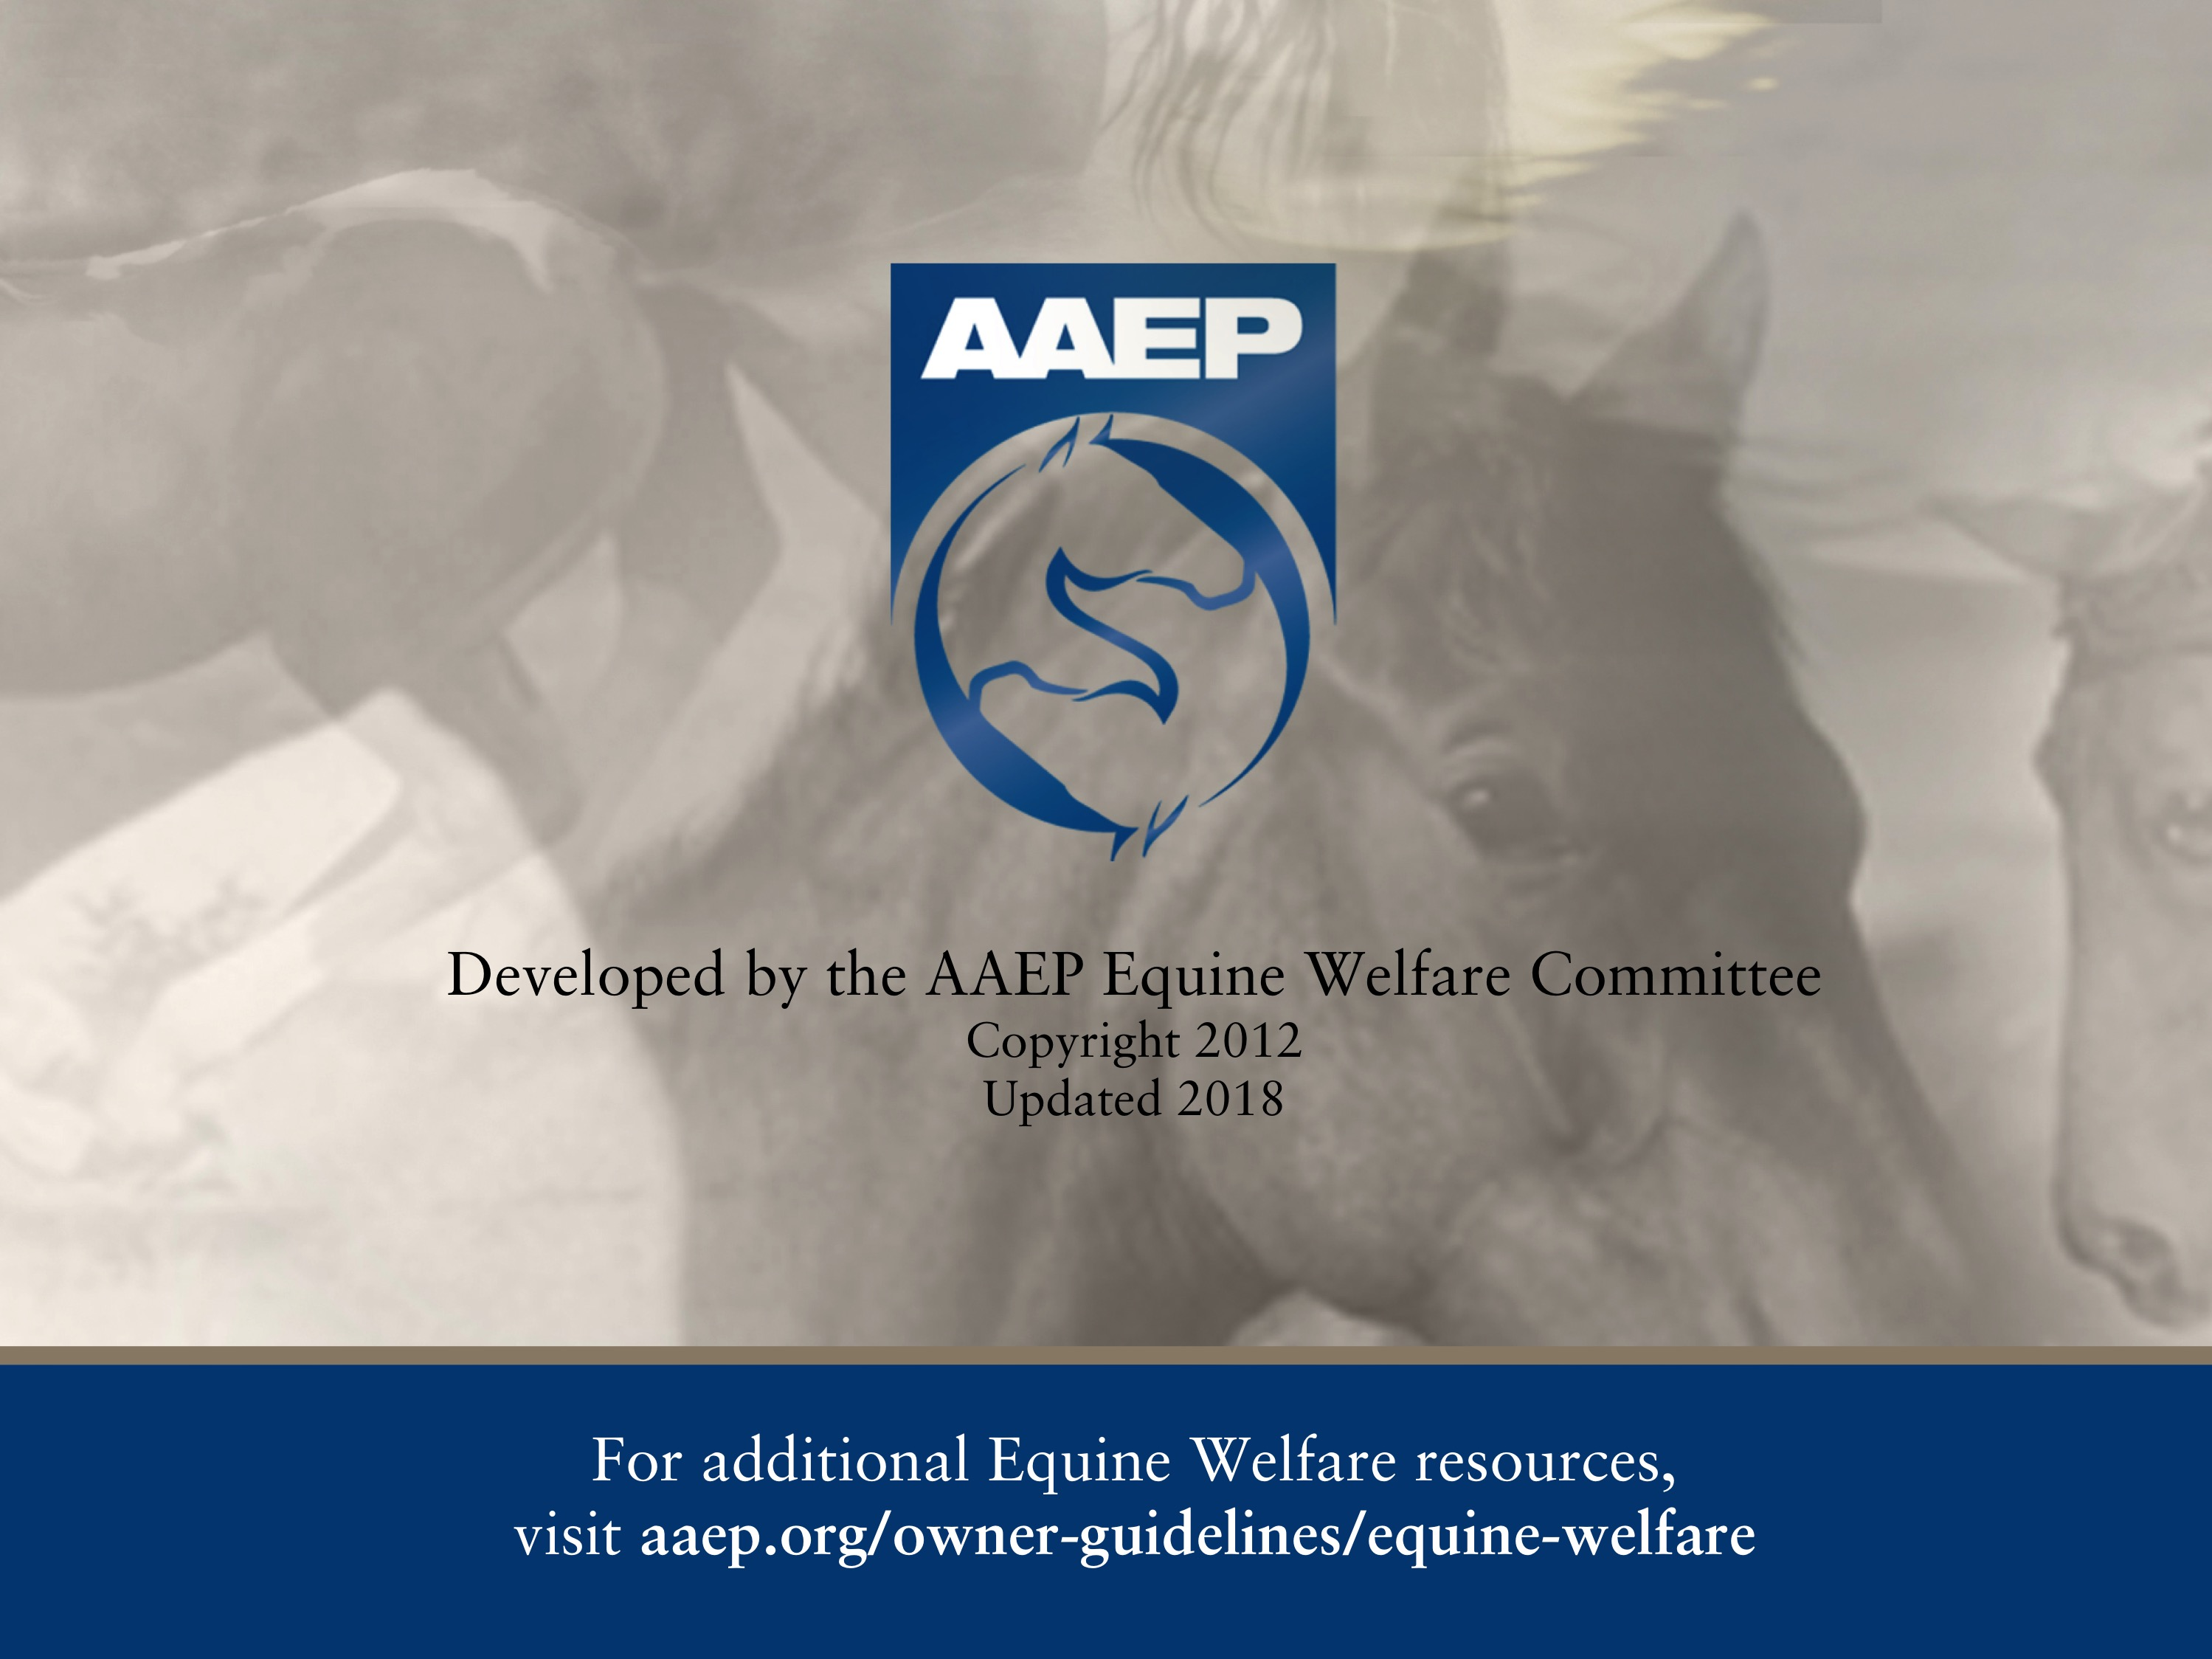 AAEP
Developed by the AAEP Equine Welfare Committee
Copyright 2012
Updated 2018
For additional Equine Welfare resources,
visit aaep.org/owner-guidelines/equine-welfare